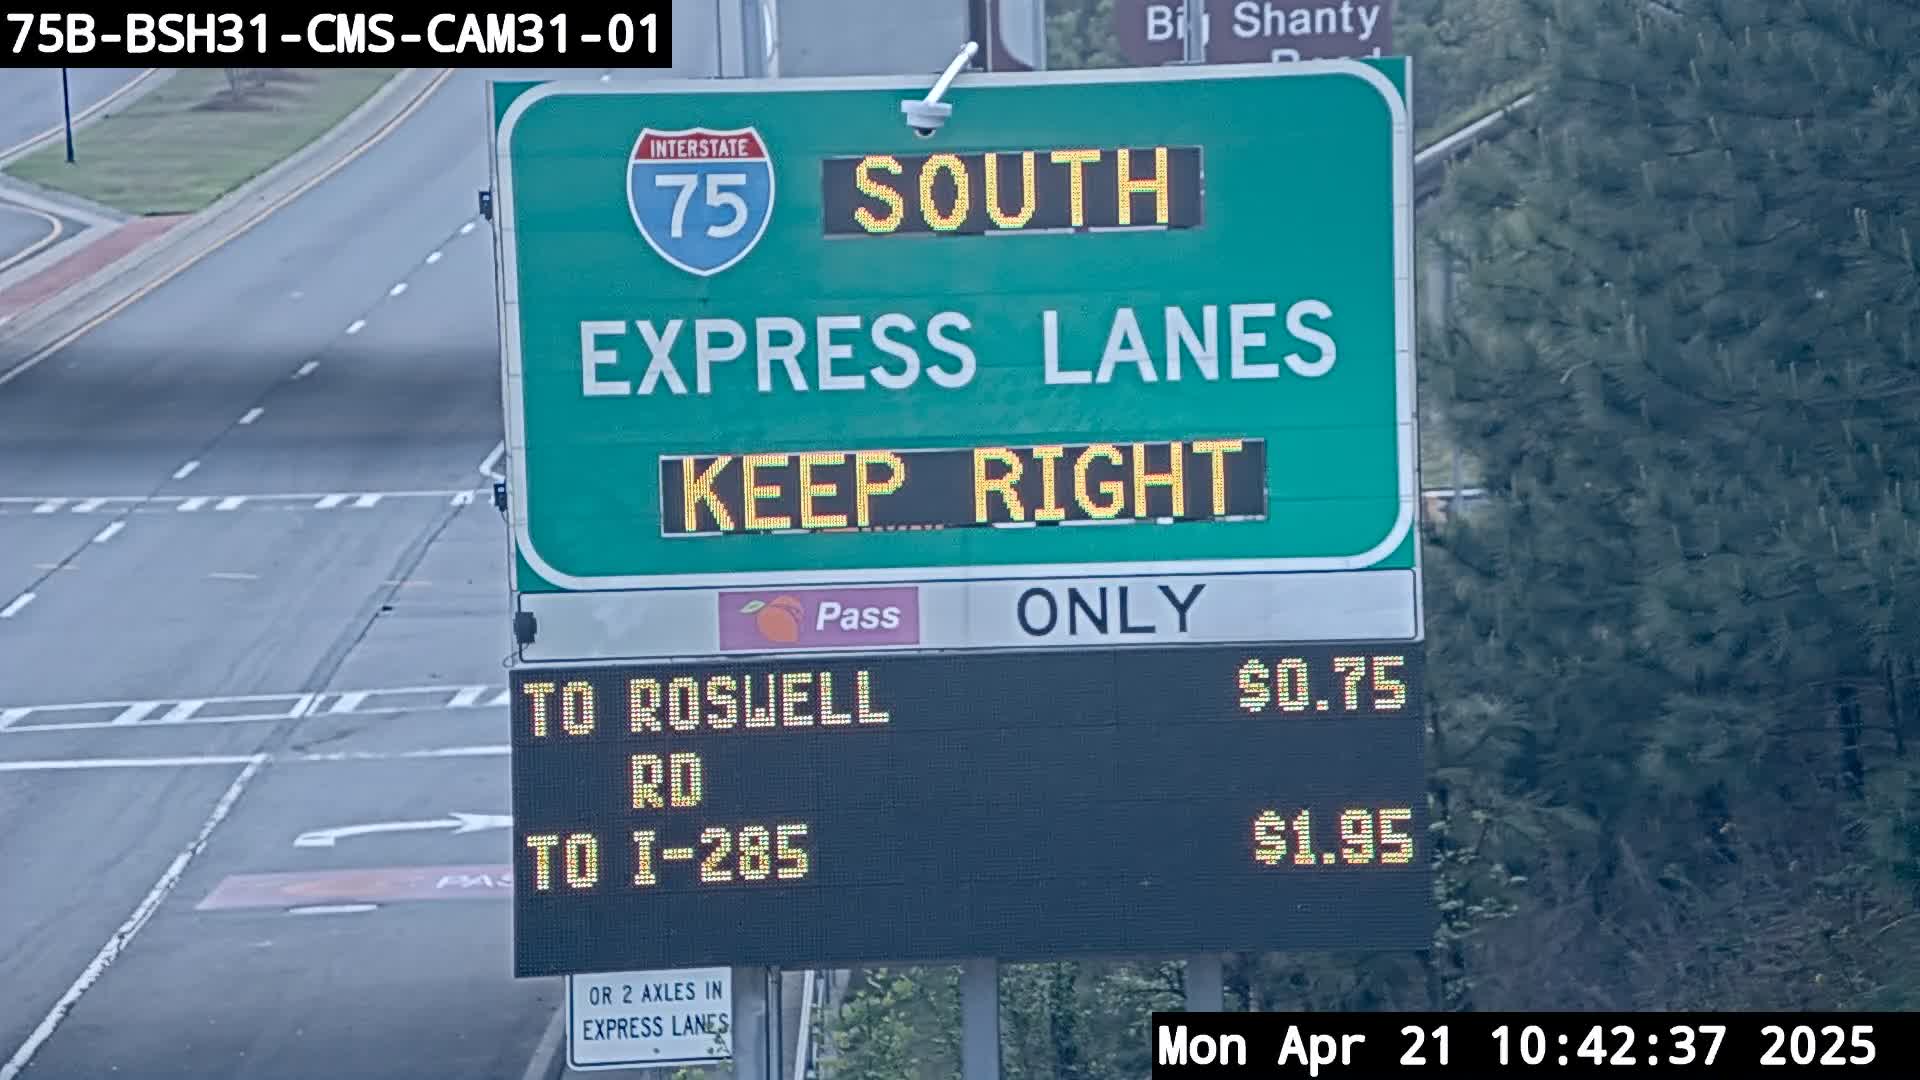 75B-BSH31-CMS-CAM31-01
Big Shanty
Road
INTERSTATE
75
SOUTH
EXPRESS LANES
KEEP RIGHT
Pass
ONLY
TO ROSWELL $0.75
RD
TO I-285 $1.95
PAS
OR 2 AXLES IN
EXPRESS LANES
Mon Apr 21 10:42:37 2025